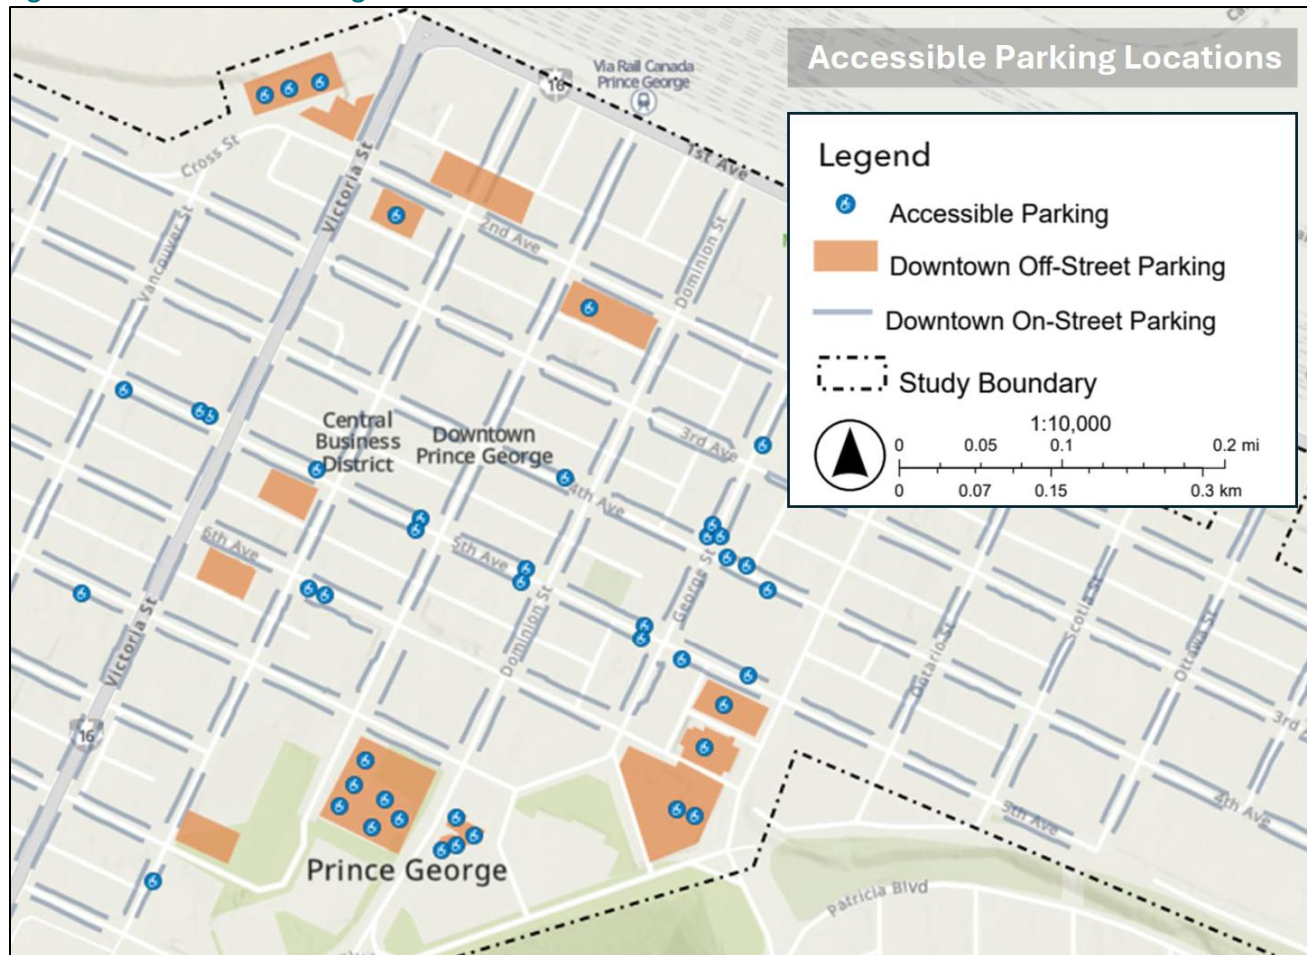 Accessible Parking Locations
Legend
Accessible Parking
Downtown Off-Street Parking
Downtown On-Street Parking
Study Boundary
1:10,000
0 0.05 0.1 0.2 mi
0 0.07 0.15 0.3 km
Via Rail Canada
Prince George
16
1st Ave
Cross St
Victoria St
Vancouver St
2nd Ave
Dominion St
Central
Business
District
Downtown
Prince George
3rd Ave
4th Ave
5th Ave
6th Ave
George St
Dominion St
Victoria St
16
Ontario St
Scotia St
Ottawa St
3rd
4th Ave
5th Ave
Prince George
Patricia Blvd